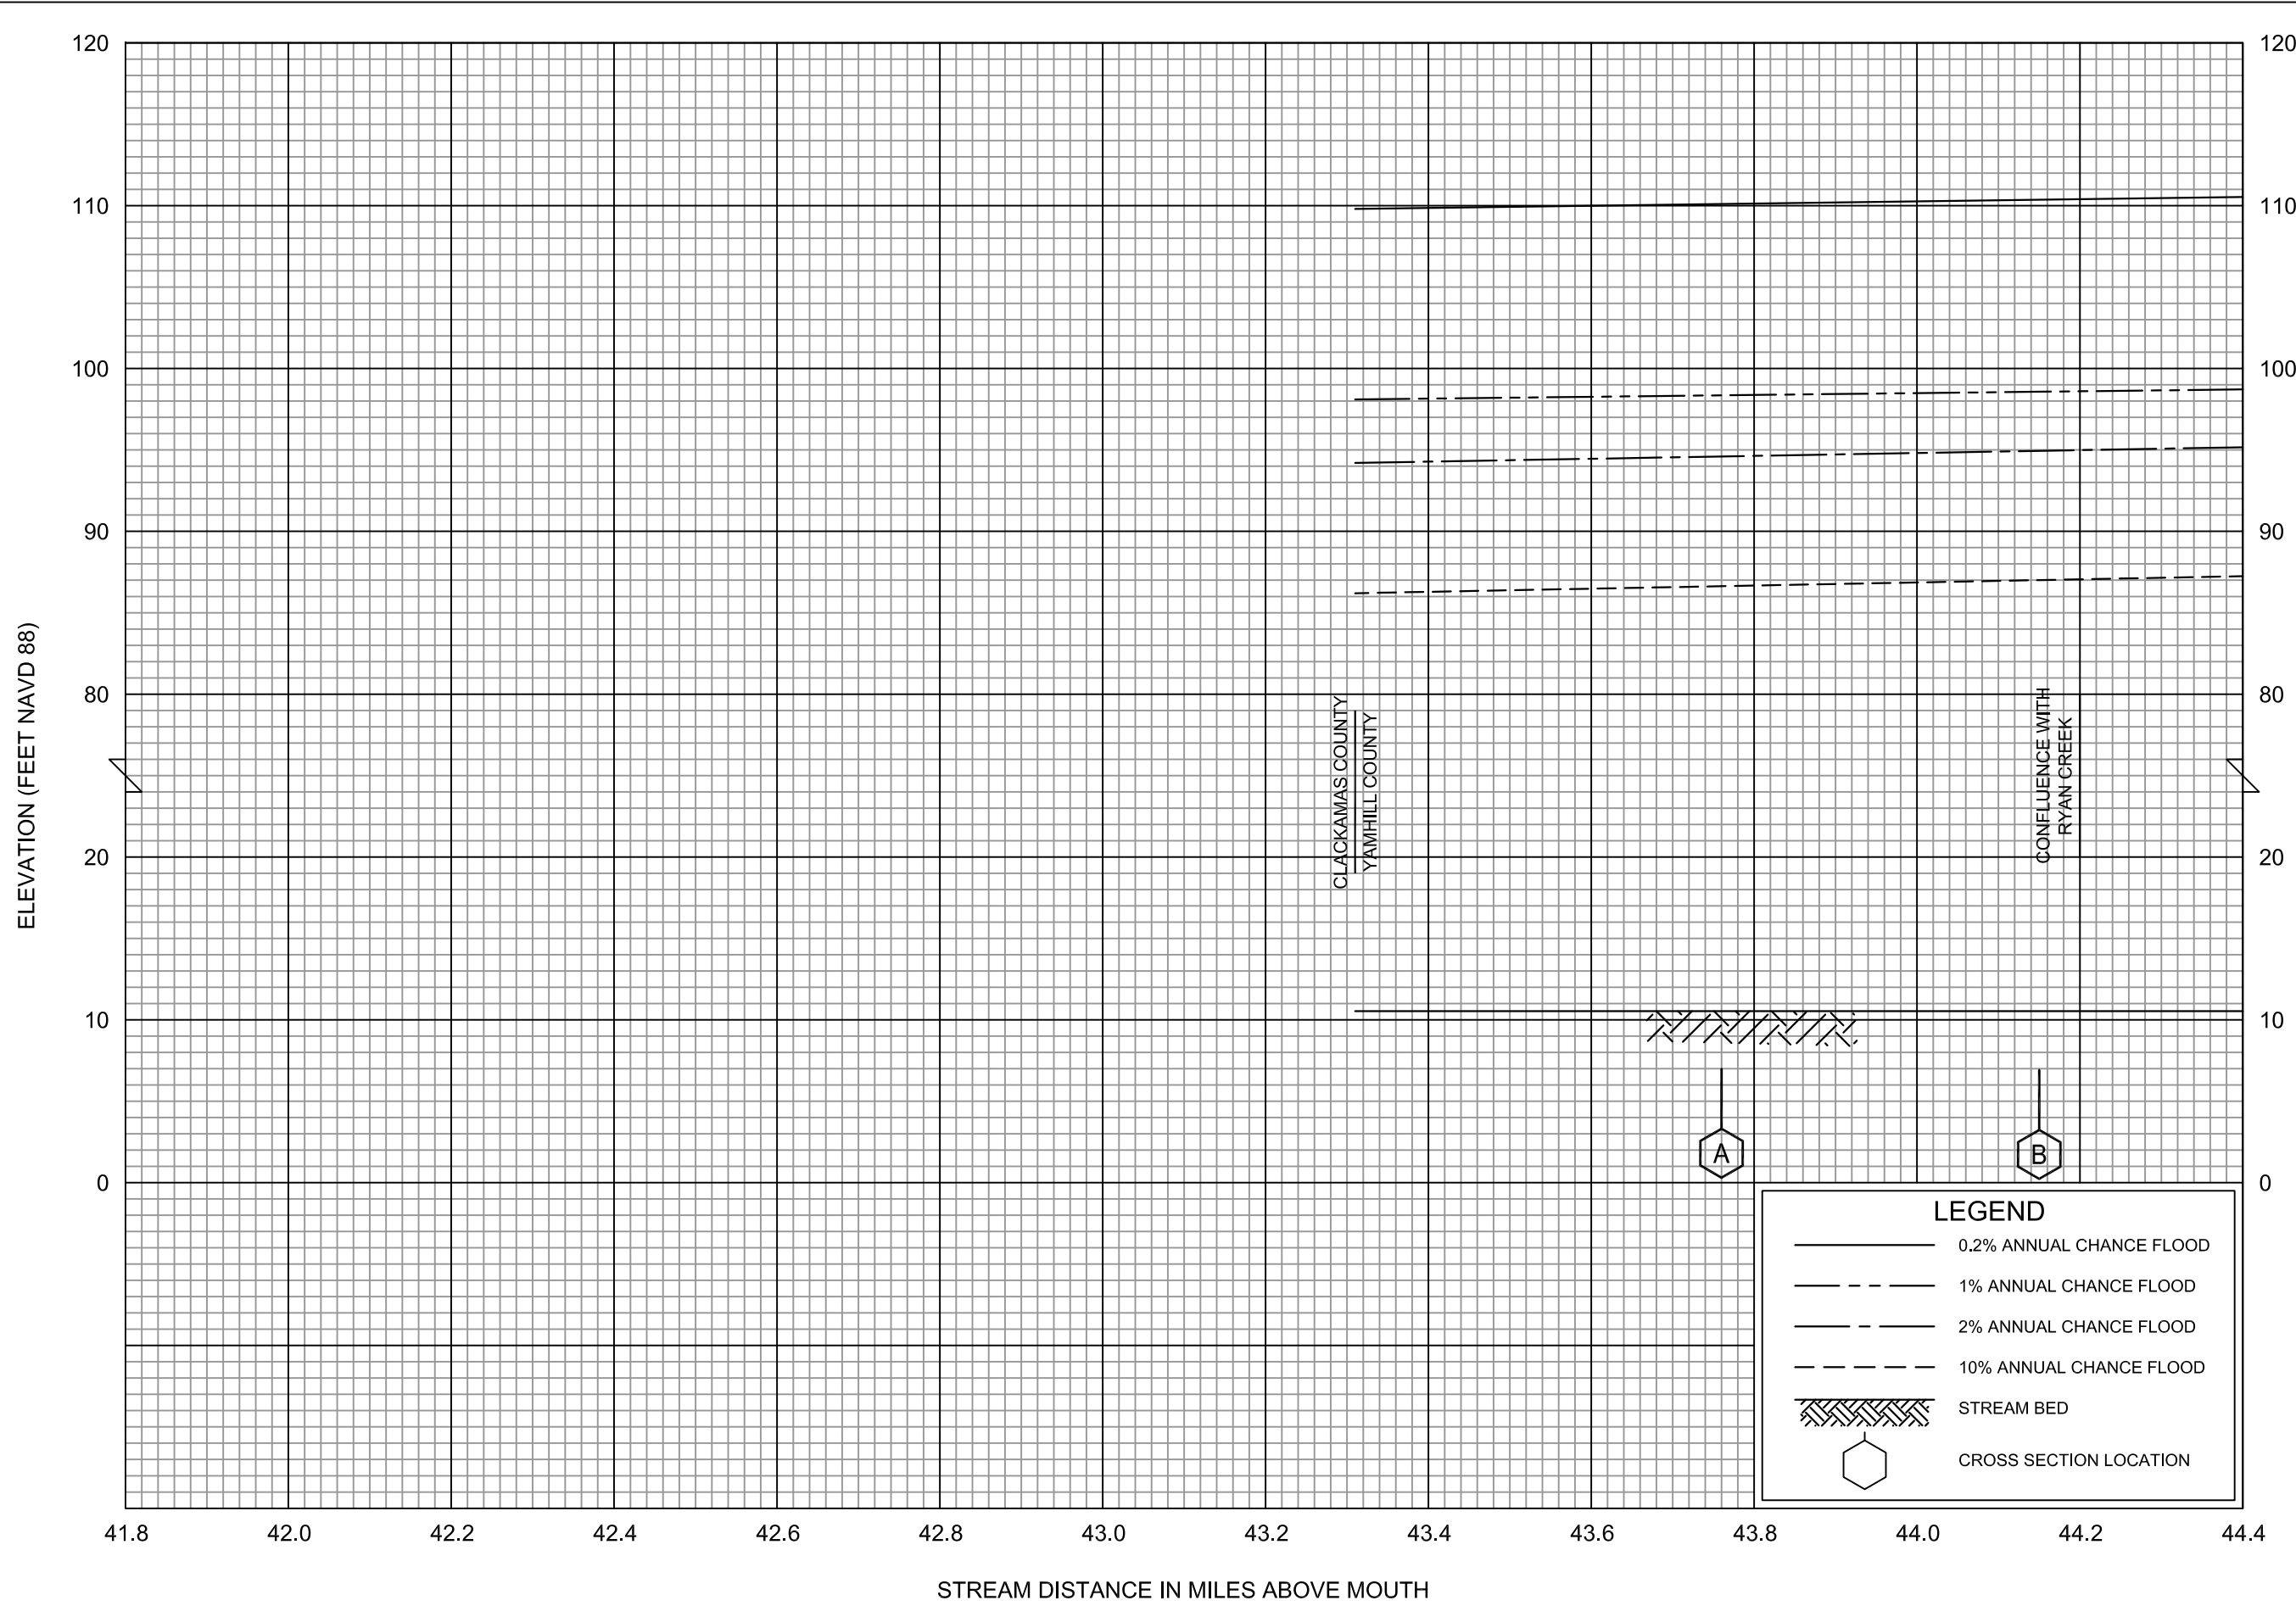 120
120
110
110
100
100
90
90
80
80
20
20
10
10
0
0
ELEVATION (FEET NAVD 88)
CLACKAMAS COUNTY
YAMHILL COUNTY
CONFLUENCE WITH
RYAN CREEK
A
B
LEGEND
0.2% ANNUAL CHANCE FLOOD
1% ANNUAL CHANCE FLOOD
2% ANNUAL CHANCE FLOOD
10% ANNUAL CHANCE FLOOD
STREAM BED
CROSS SECTION LOCATION
41.8 42.0 42.2 42.4 42.6 42.8 43.0 43.2 43.4 43.6 43.8 44.0 44.2 44.4
STREAM DISTANCE IN MILES ABOVE MOUTH